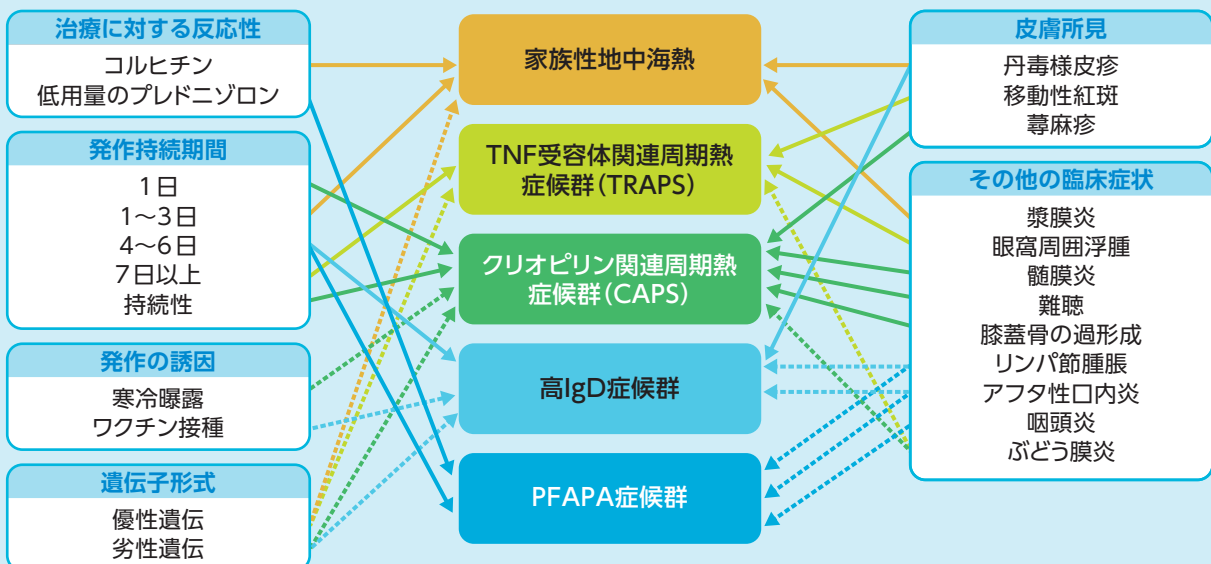 治療に対する反応性
コルヒチン
低用量のプレドニゾロン
発作持続期間
1日
1〜3日
4〜6日
7日以上
持続性
発作の誘因
寒冷曝露
ワクチン接種
遺伝子形式
優性遺伝
劣性遺伝
家族性地中海熱
TNF受容体関連周期熱
症候群(TRAPS)
クリオピリン関連周期熱
症候群(CAPS)
高IgD症候群
PFAPA症候群
皮膚所見
丹毒様皮疹
移動性紅斑
蕁麻疹
その他の臨床症状
漿膜炎
眼窩周囲浮腫
髄膜炎
難聴
膝蓋骨の過形成
リンパ節腫脹
アフタ性口内炎
咽頭炎
ぶどう膜炎